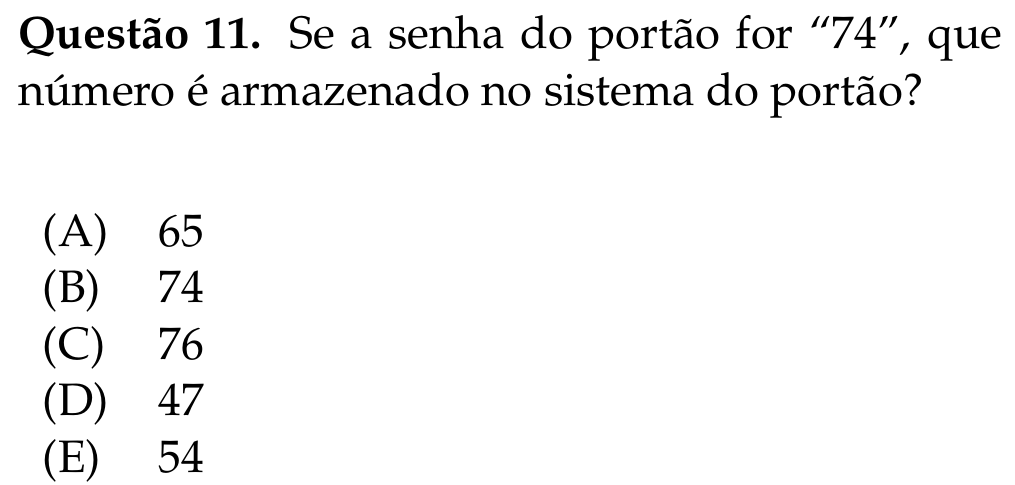 Questão 11. Se a senha do portão for “74”, que
número é armazenado no sistema do portão?
(A) 65
(B) 74
(C) 76
(D) 47
(E) 54